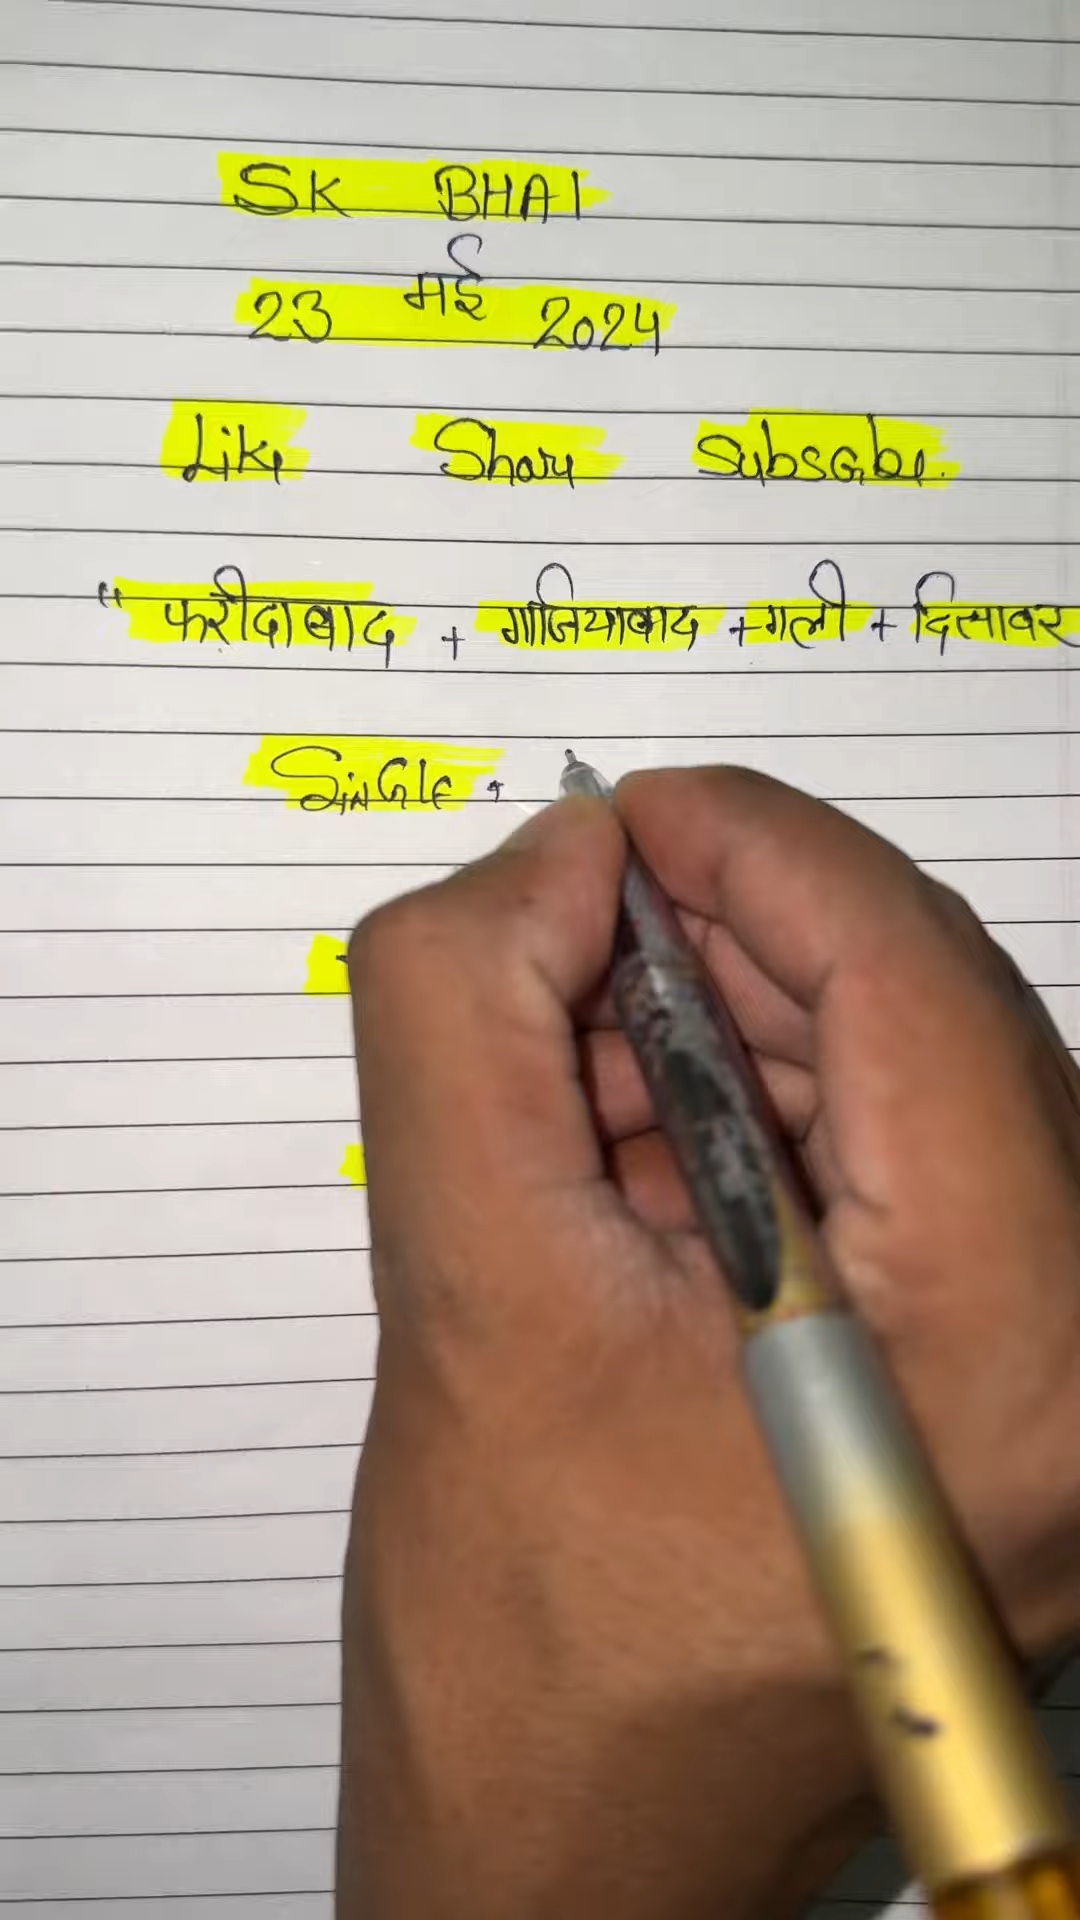 SK BHAI
23 मई 2024
Like Share Subscribe.
" फरीदाबाद + गाजियाबाद + गली + दिसावर
SinGle